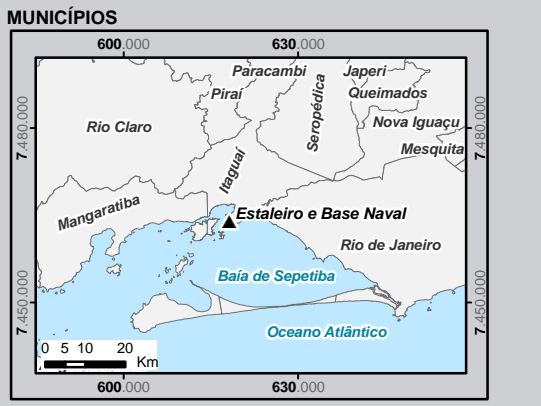 MUNICÍPIOS
600.000 630.000
Paracambi Japeri
Piraí Seropédica Queimados
Rio Claro Nova Iguaçu
Mesquita
7.480.000 7.480.000
Itaguaí
Mangaratiba Estaleiro e Base Naval
Rio de Janeiro
Baía de Sepetiba
7.450.000 7.450.000
Oceano Atlântico
0 5 10 20
Km
600.000 630.000